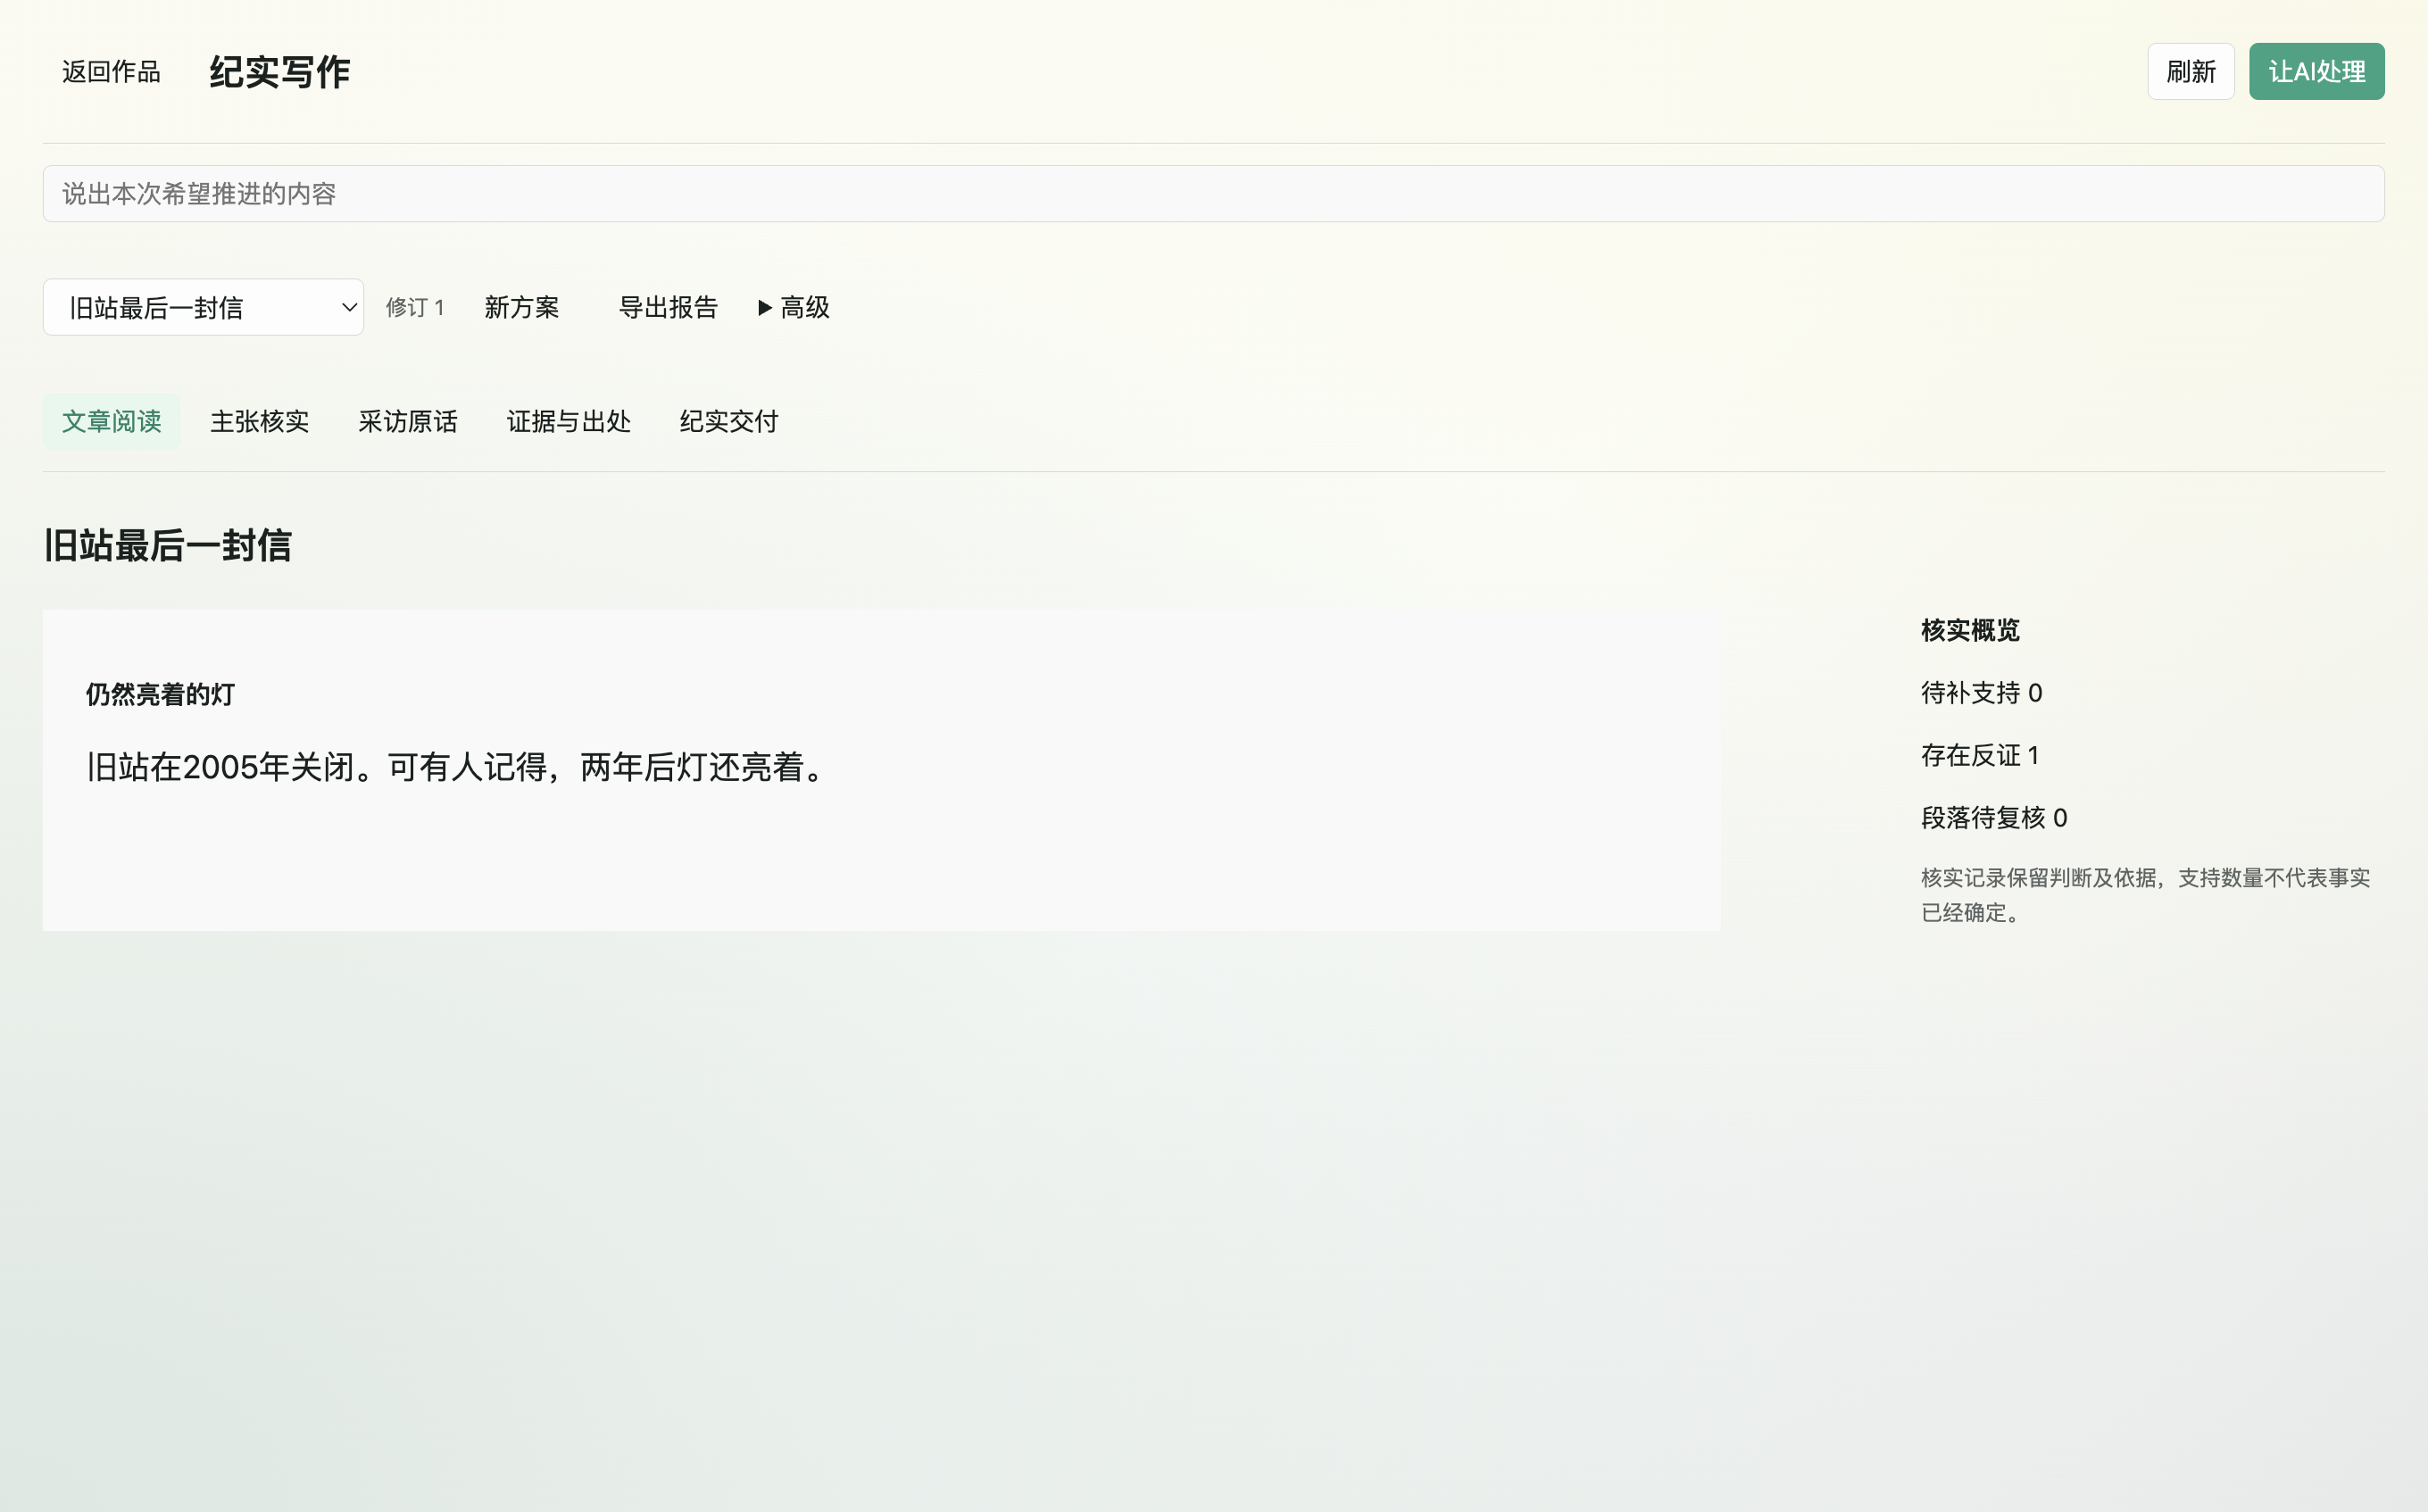 返回作品
纪实写作
刷新
让AI处理
说出本次希望推进的内容
旧站最后一封信
修订 1
新方案
导出报告
高级
文章阅读
主张核实
采访原话
证据与出处
纪实交付
旧站最后一封信
仍然亮着的灯
旧站在2005年关闭。可有人记得，两年后灯还亮着。
核实概览
待补支持 0
存在反证 1
段落待复核 0
核实记录保留判断及依据，支持数量不代表事实
已经确定。